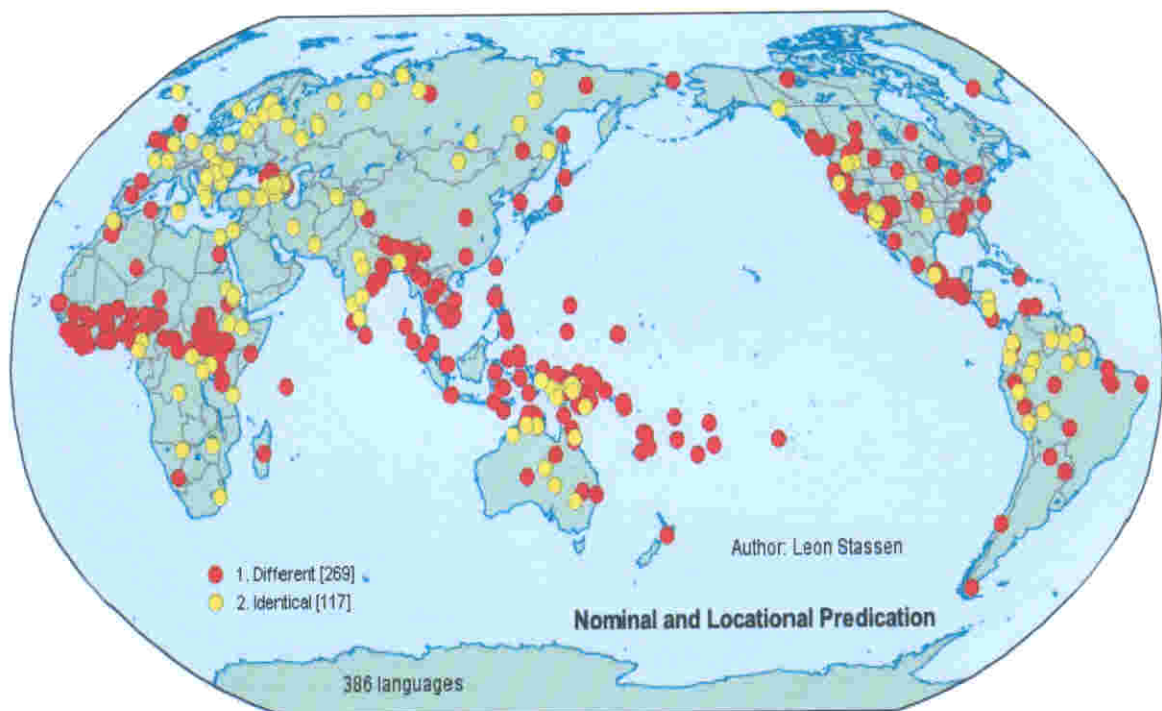 Author: Leon Stassen
1. Different [269]
2. Identical [117]
Nominal and Locational Predication
386 languages